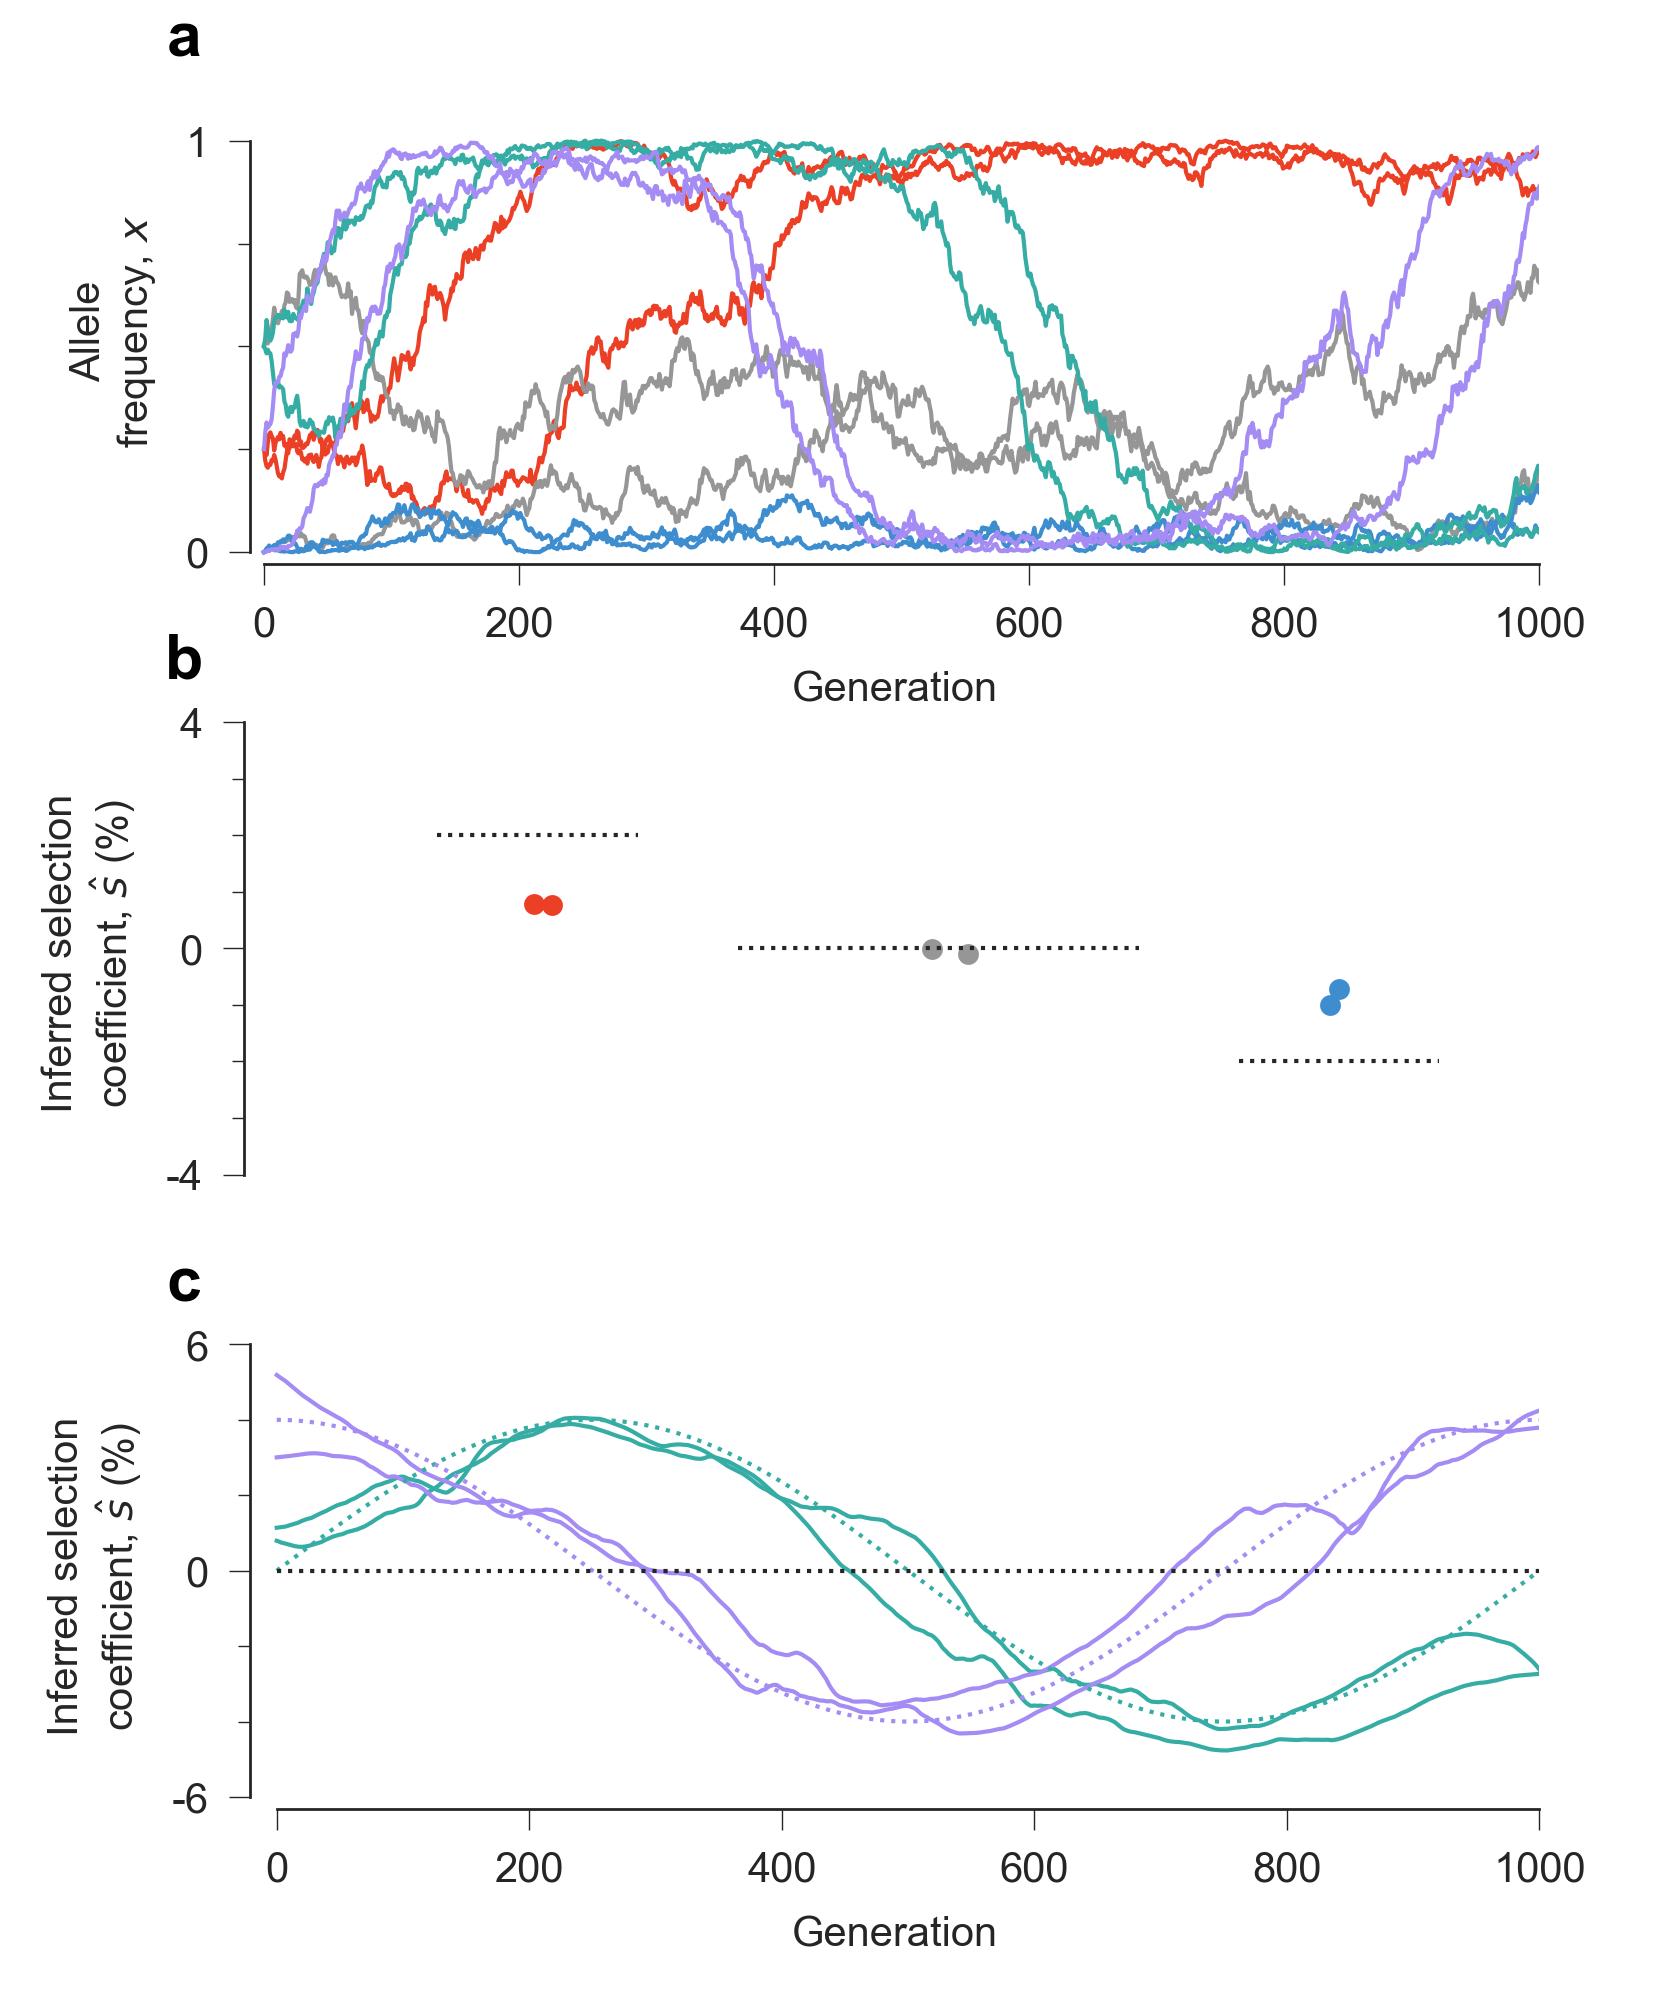 a
Allele
frequency, x
1
0
0 200 400 600 800 1000
Generation
b
Inferred selection
coefficient, ŝ (%)
4
0
-4
c
Inferred selection
coefficient, ŝ (%)
6
0
-6
0 200 400 600 800 1000
Generation